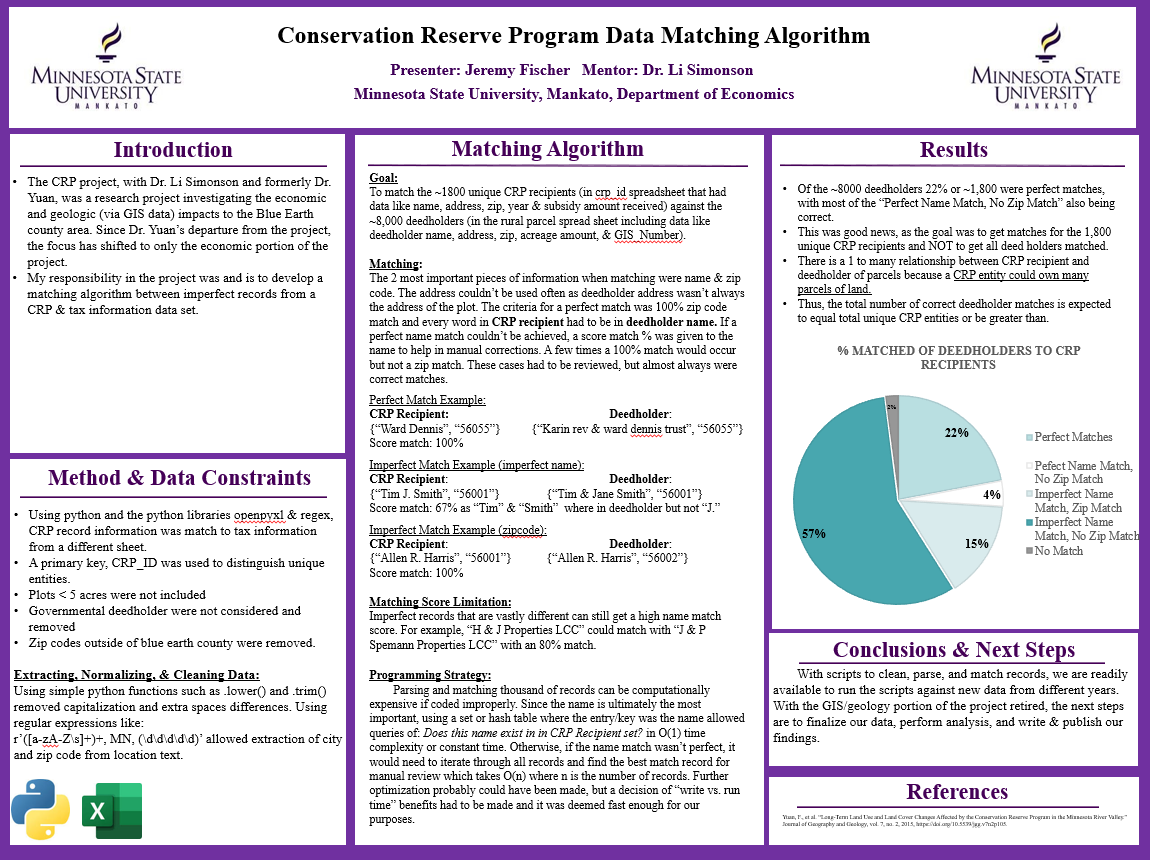 MINNESOTA STATE
UNIVERSITY
MANKATO
Conservation Reserve Program Data Matching Algorithm
Presenter: Jeremy Fischer Mentor: Dr. Li Simonson
Minnesota State University, Mankato, Department of Economics
MINNESOTA STATE
UNIVERSITY
MANKATO
Introduction
• The CRP project, with Dr. Li Simonson and formerly Dr.
Yuan, was a research project investigating the economic
and geologic (via GIS data) impacts to the Blue Earth
county area. Since Dr. Yuan's departure from the project,
the focus has shifted to only the economic portion of the
project.
• My responsibility in the project was and is to develop a
matching algorithm between imperfect records from a
CRP & tax information data set.
Method & Data Constraints
• Using python and the python libraries openpyxl & regex,
CRP record information was match to tax information
from a different sheet.
• A primary key, CRP_ID was used to distinguish unique
entities.
• Plots < 5 acres were not included
• Governmental deedholder were not considered and
removed
• Zip codes outside of blue earth county were removed.
Extracting, Normalizing, & Cleaning Data:
Using simple python functions such as .lower() and .trim()
removed capitalization and extra spaces differences. Using
regular expressions like:
r'([a-zA-Z\s]+)+, MN, (\d\d\d\d\d)' allowed extraction of city
and zip code from location text.
X
Matching Algorithm
Goal:
To match the ~1800 unique CRP recipients (in crp_id spreadsheet that had
data like name, address, zip, year & subsidy amount received) against the
~8,000 deedholders (in the rural parcel spread sheet including data like
deedholder name, address, zip, acreage amount, & GIS_Number).
Matching:
The 2 most important pieces of information when matching were name & zip
code. The address couldn't be used often as deedholder address wasn't always
the address of the plot. The criteria for a perfect match was 100% zip code
match and every word in CRP recipient had to be in deedholder name. If a
perfect name match couldn't be achieved, a score match % was given to the
name to help in manual corrections. A few times a 100% match would occur
but not a zip match. These cases had to be reviewed, but almost always were
correct matches.
Perfect Match Example:
CRP Recipient: Deedholder:
{"Ward Dennis", "56055"} {"Karin rev & ward dennis trust", "56055"}
Score match: 100%
Imperfect Match Example (imperfect name):
CRP Recipient: Deedholder:
{"Tim J. Smith", "56001"} {"Tim & Jane Smith", "56001"}
Score match: 67% as "Tim" & "Smith" where in deedholder but not "J."
Imperfect Match Example (zipcode):
CRP Recipient: Deedholder:
{"Allen R. Harris", "56001"} {"Allen R. Harris", "56002"}
Score match: 100%
Matching Score Limitation:
Imperfect records that are vastly different can still get a high name match
score. For example, "H & J Properties LCC" could match with "J & P
Spemann Properties LCC" with an 80% match.
Programming Strategy:
Parsing and matching thousand of records can be computationally
expensive if coded improperly. Since the name is ultimately the most
important, using a set or hash table where the entry/key was the name allowed
queries of: Does this name exist in in CRP Recipient set? in O(1) time
complexity or constant time. Otherwise, if the name match wasn't perfect, it
would need to iterate through all records and find the best match record for
manual review which takes O(n) where n is the number of records. Further
optimization probably could have been made, but a decision of "write vs. run
time" benefits had to be made and it was deemed fast enough for our
purposes.
Results
• Of the ~8000 deedholders 22% or ~1,800 were perfect matches,
with most of the "Perfect Name Match, No Zip Match" also being
correct.
• This was good news, as the goal was to get matches for the 1,800
unique CRP recipients and NOT to get all deed holders matched.
• There is a 1 to many relationship between CRP recipient and
deedholder of parcels because a CRP entity could own many
parcels of land.
• Thus, the total number of correct deedholder matches is expected
to equal total unique CRP entities or be greater than.
% MATCHED OF DEEDHOLDERS TO CRP
RECIPIENTS
2%
22%
4%
15%
57%
Perfect Matches
Pefect Name Match,
No Zip Match
Imperfect Name
Match, Zip Match
Imperfect Name
Match, No Zip Match
No Match
Conclusions & Next Steps
With scripts to clean, parse, and match records, we are readily
available to run the scripts against new data from different years.
With the GIS/geology portion of the project retired, the next steps
are to finalize our data, perform analysis, and write & publish our
findings.
References
Yuan, F., et al. "Long-Term Land Use and Land Cover Changes Affected by the Conservation Reserve Program in the Minnesota River Valley."
Journal of Geography and Geology, vol. 7, no. 2, 2015, https://doi.org/10.5539/jgg.v7n2p105.